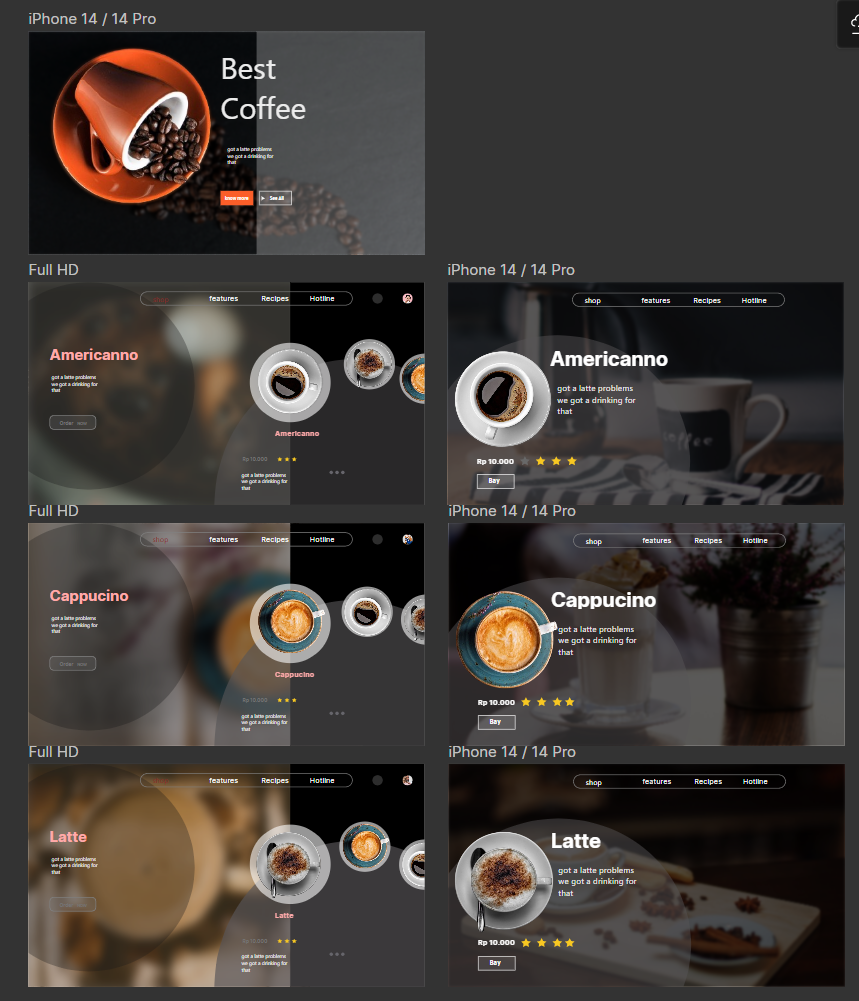 iPhone 14 / 14 Pro
Best
Coffee
got a latte problems
we got a drinking for
that
know more
See All
Full HD
shop
features
Recipes
Hotline
Americanno
got a latte problems
we got a drinking for
that
Order now
Americanno
Rp 10.000
got a latte problems
we got a drinking for
that
iPhone 14 / 14 Pro
shop
features
Recipes
Hotline
Americanno
got a latte problems
we got a drinking for
that
coffee
Rp 10.000
Bay
Full HD
shop
features
Recipes
Hotline
Cappucino
got a latte problems
we got a drinking for
that
Order now
Cappucino
Rp 10.000
got a latte problems
we got a drinking for
that
iPhone 14 / 14 Pro
shop
features
Recipes
Hotline
Cappucino
got a latte problems
we got a drinking for
that
Rp 10.000
Bay
Full HD
shop
features
Recipes
Hotline
Latte
got a latte problems
we got a drinking for
that
Order now
Latte
Rp 10.000
got a latte problems
we got a drinking for
that
iPhone 14 / 14 Pro
shop
features
Recipes
Hotline
Latte
got a latte problems
we got a drinking for
that
Rp 10.000
Bay